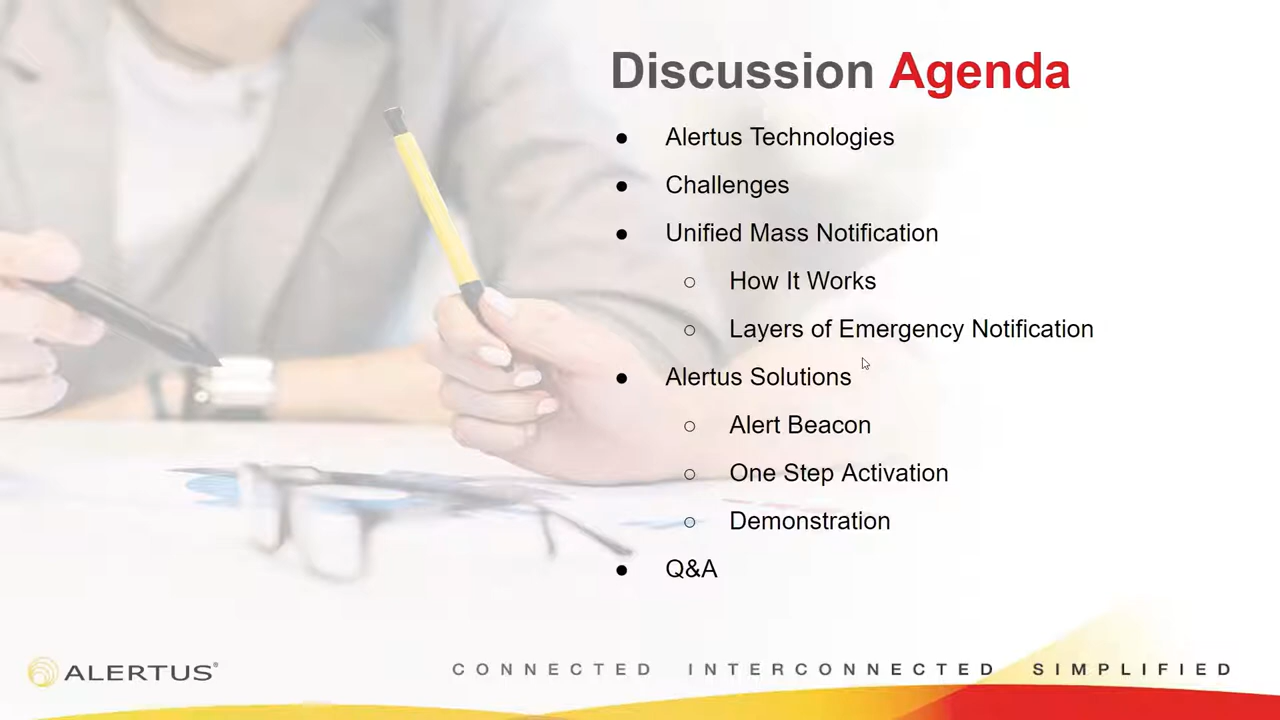 Discussion Agenda
● Alertus Technologies
● Challenges
● Unified Mass Notification
○ How It Works
○ Layers of Emergency Notification
● Alertus Solutions
○ Alert Beacon
○ One Step Activation
○ Demonstration
● Q&A
ALERTUS®
CONNECTED INTERCONNECTED SIMPLIFIED